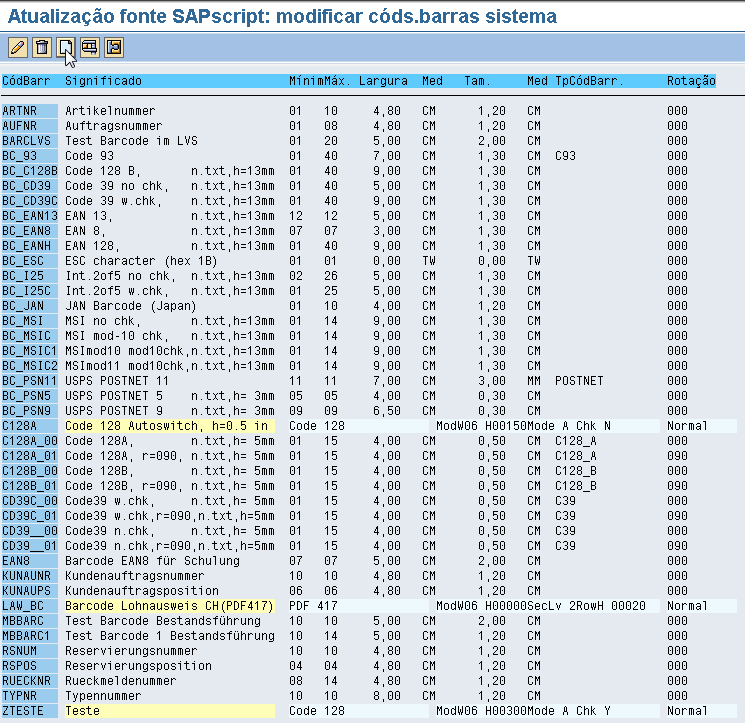 Atualização fonte SAPscript: modificar códs.barras sistema
CódBarr Significado MínimMáx. Largura Med Tam. Med TpCódBarr. Rotação
ARTNR Artikelnummer 01 10 4,80 CM 1,20 CM 000
AUFNR Auftragsnummer 01 08 4,80 CM 1,20 CM 000
BARCLVS Test Barcode im LVS 01 20 5,00 CM 2,00 CM 000
BC_93 Code 93 01 40 7,00 CM 1,30 CM C93 000
BC_C128B Code 128 B, n.txt,h=13mm 01 40 9,00 CM 1,30 CM 000
BC_CD39 Code 39 no chk, n.txt,h=13mm 01 40 5,00 CM 1,30 CM 000
BC_CD39C Code 39 w.chk, n.txt,h=13mm 01 40 9,00 CM 1,30 CM 000
BC_EAN13 EAN 13, n.txt,h=13mm 12 12 5,00 CM 1,30 CM 000
BC_EAN8 EAN 8, n.txt,h=13mm 07 07 3,00 CM 1,30 CM 000
BC_EANH EAN 128, n.txt,h=13mm 01 40 9,00 CM 1,30 CM 000
BC_ESC ESC character (hex 1B) 01 01 0,00 TW 0,00 TW 000
BC_I25 Int.2of5 no chk, n.txt,h=13mm 02 26 5,00 CM 1,30 CM 000
BC_I25C Int.2of5 w.chk, n.txt,h=13mm 01 25 5,00 CM 1,30 CM 000
BC_JAN JAN Barcode (Japan) 01 10 4,00 CM 1,20 CM 000
BC_MSI MSI no chk, n.txt,h=13mm 01 14 9,00 CM 1,30 CM 000
BC_MSIC MSI mod-10 chk, n.txt,h=13mm 01 14 9,00 CM 1,30 CM 000
BC_MSIC1 MSImod10 mod10chk,n.txt,h=13mm 01 14 9,00 CM 1,30 CM 000
BC_MSIC2 MSImod11 mod10chk,n.txt,h=13mm 01 14 9,00 CM 1,30 CM 000
BC_PSN11 USPS POSTNET 11 11 11 7,00 CM 3,00 MM POSTNET 000
BC_PSN5 USPS POSTNET 5 n.txt,h= 3mm 05 05 4,00 CM 0,30 CM 000
BC_PSN9 USPS POSTNET 9 n.txt,h= 3mm 09 09 6,50 CM 0,30 CM 000
C128A Code 128 Autoswitch, h=0.5 in Code 128 ModW06 H00150Mode A Chk N Normal
C128A_00 Code 128A, n.txt,h= 5mm 01 15 4,00 CM 0,50 CM C128_A 000
C128A_01 Code 128A, r=090, n.txt,h= 5mm 01 15 4,00 CM 0,50 CM C128_A 090
C128B_00 Code 128B, n.txt,h= 5mm 01 15 4,00 CM 0,50 CM C128_B 000
C128B_01 Code 128B, r=090, n.txt,h= 5mm 01 15 4,00 CM 0,50 CM C128_B 090
CD39C_00 Code39 w.chk, n.txt,h= 5mm 01 15 4,00 CM 0,50 CM C39 000
CD39C_01 Code39 w.chk,r=090,n.txt,h=5mm 01 15 4,00 CM 0,50 CM C39 090
CD39__00 Code39 n.chk, n.txt,h= 5mm 01 15 4,00 CM 0,50 CM C39 000
CD39__01 Code39 n.chk,r=090,n.txt,h=5mm 01 15 4,00 CM 0,50 CM C39 090
EAN8 Barcode EAN8 für Schulung 07 07 5,00 CM 2,00 CM 000
KUNAUNR Kundenauftragsnummer 10 10 4,80 CM 1,20 CM 000
KUNAUPS Kundenauftragsposition 06 06 4,80 CM 1,20 CM 000
LAW_BC Barcode Lohnausweis CH(PDF417) PDF 417 ModW06 H00000SecLv 2RowH 00020 Normal
MBBARC Test Barcode Bestandsführung 10 10 5,00 CM 2,00 CM 000
MBBARC1 Test Barcode 1 Bestandsführung 10 14 5,00 CM 1,20 CM 000
RSNUM Reservierungsnummer 10 10 4,80 CM 1,20 CM 000
RSPOS Reservierungsposition 04 04 4,80 CM 1,20 CM 000
RUECKNR Rueckmeldenummer 08 14 4,80 CM 1,20 CM 000
TYPNR Typennummer 10 10 8,00 CM 1,20 CM 000
ZTESTE Teste Code 128 ModW06 H00300Mode A Chk Y Normal